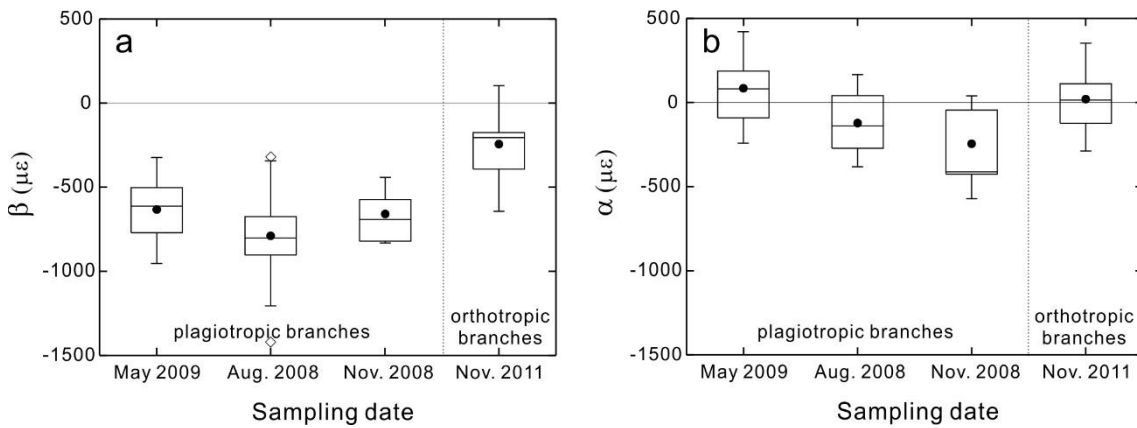 a
β (με)
500
0
-500
-1000
-1500
plagiotropic branches
orthotropic
branches
May 2009 Aug. 2008 Nov. 2008 Nov. 2011
Sampling date
b
α (με)
500
0
-500
-1000
-1500
plagiotropic branches
orthotropic
branches
May 2009 Aug. 2008 Nov. 2008 Nov. 2011
Sampling date